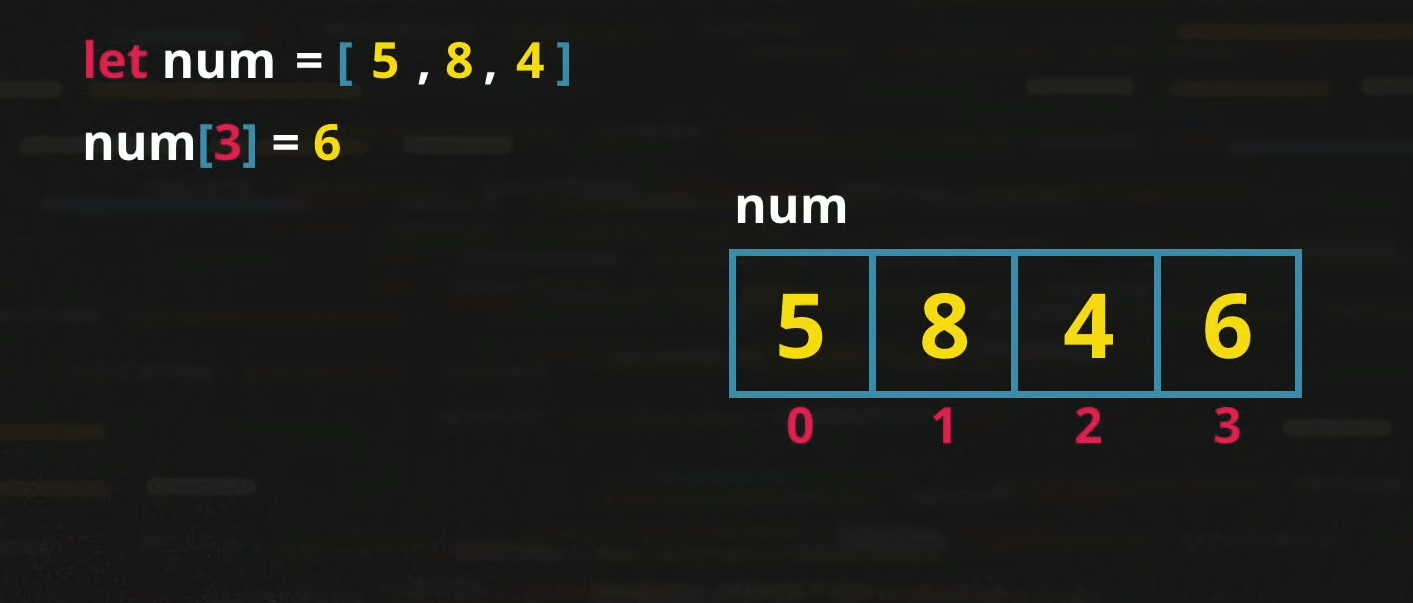 let num = [ 5 , 8 , 4 ]
num[3] = 6
num
5 8 4 6
0 1 2 3